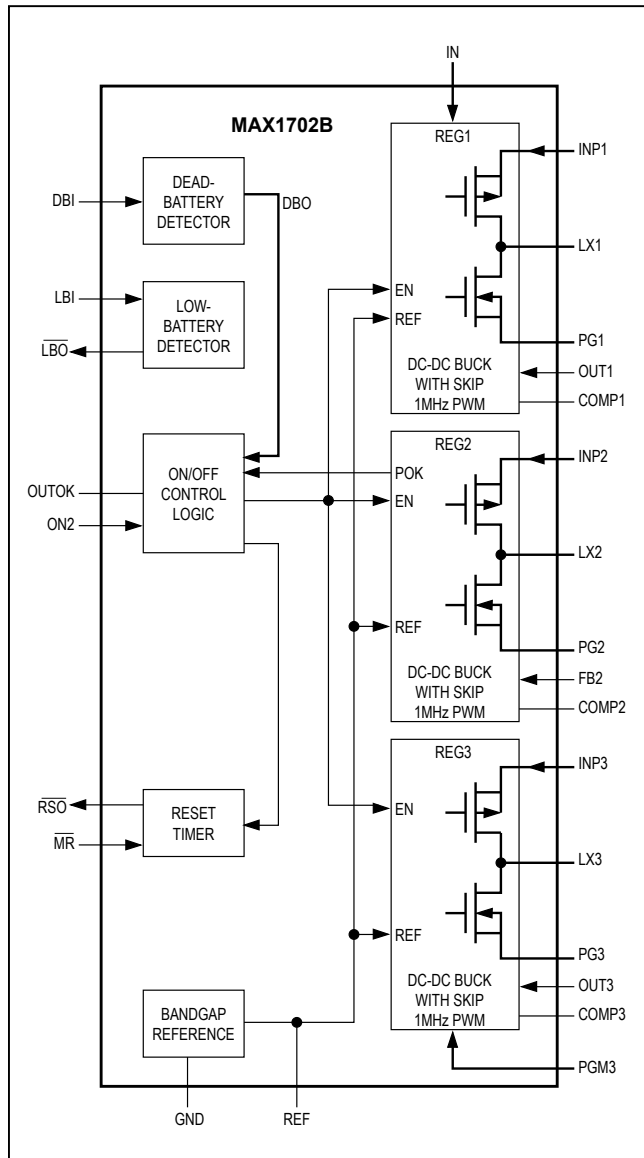 IN
MAX1702B
REG1
INP1
DEAD-
BATTERY
DETECTOR
DBI
DBO
LX1
LBI
LOW-
BATTERY
DETECTOR
LBO
EN
REF
PG1
DC-DC BUCK
WITH SKIP
1MHz PWM
OUT1
COMP1
REG2
INP2
ON/OFF
CONTROL
LOGIC
OUTOK
ON2
POK
EN
LX2
REF
PG2
DC-DC BUCK
WITH SKIP
1MHz PWM
FB2
COMP2
REG3
INP3
RSO
MR
RESET
TIMER
EN
LX3
REF
PG3
DC-DC BUCK
WITH SKIP
1MHz PWM
OUT3
COMP3
BANDGAP
REFERENCE
PGM3
GND
REF